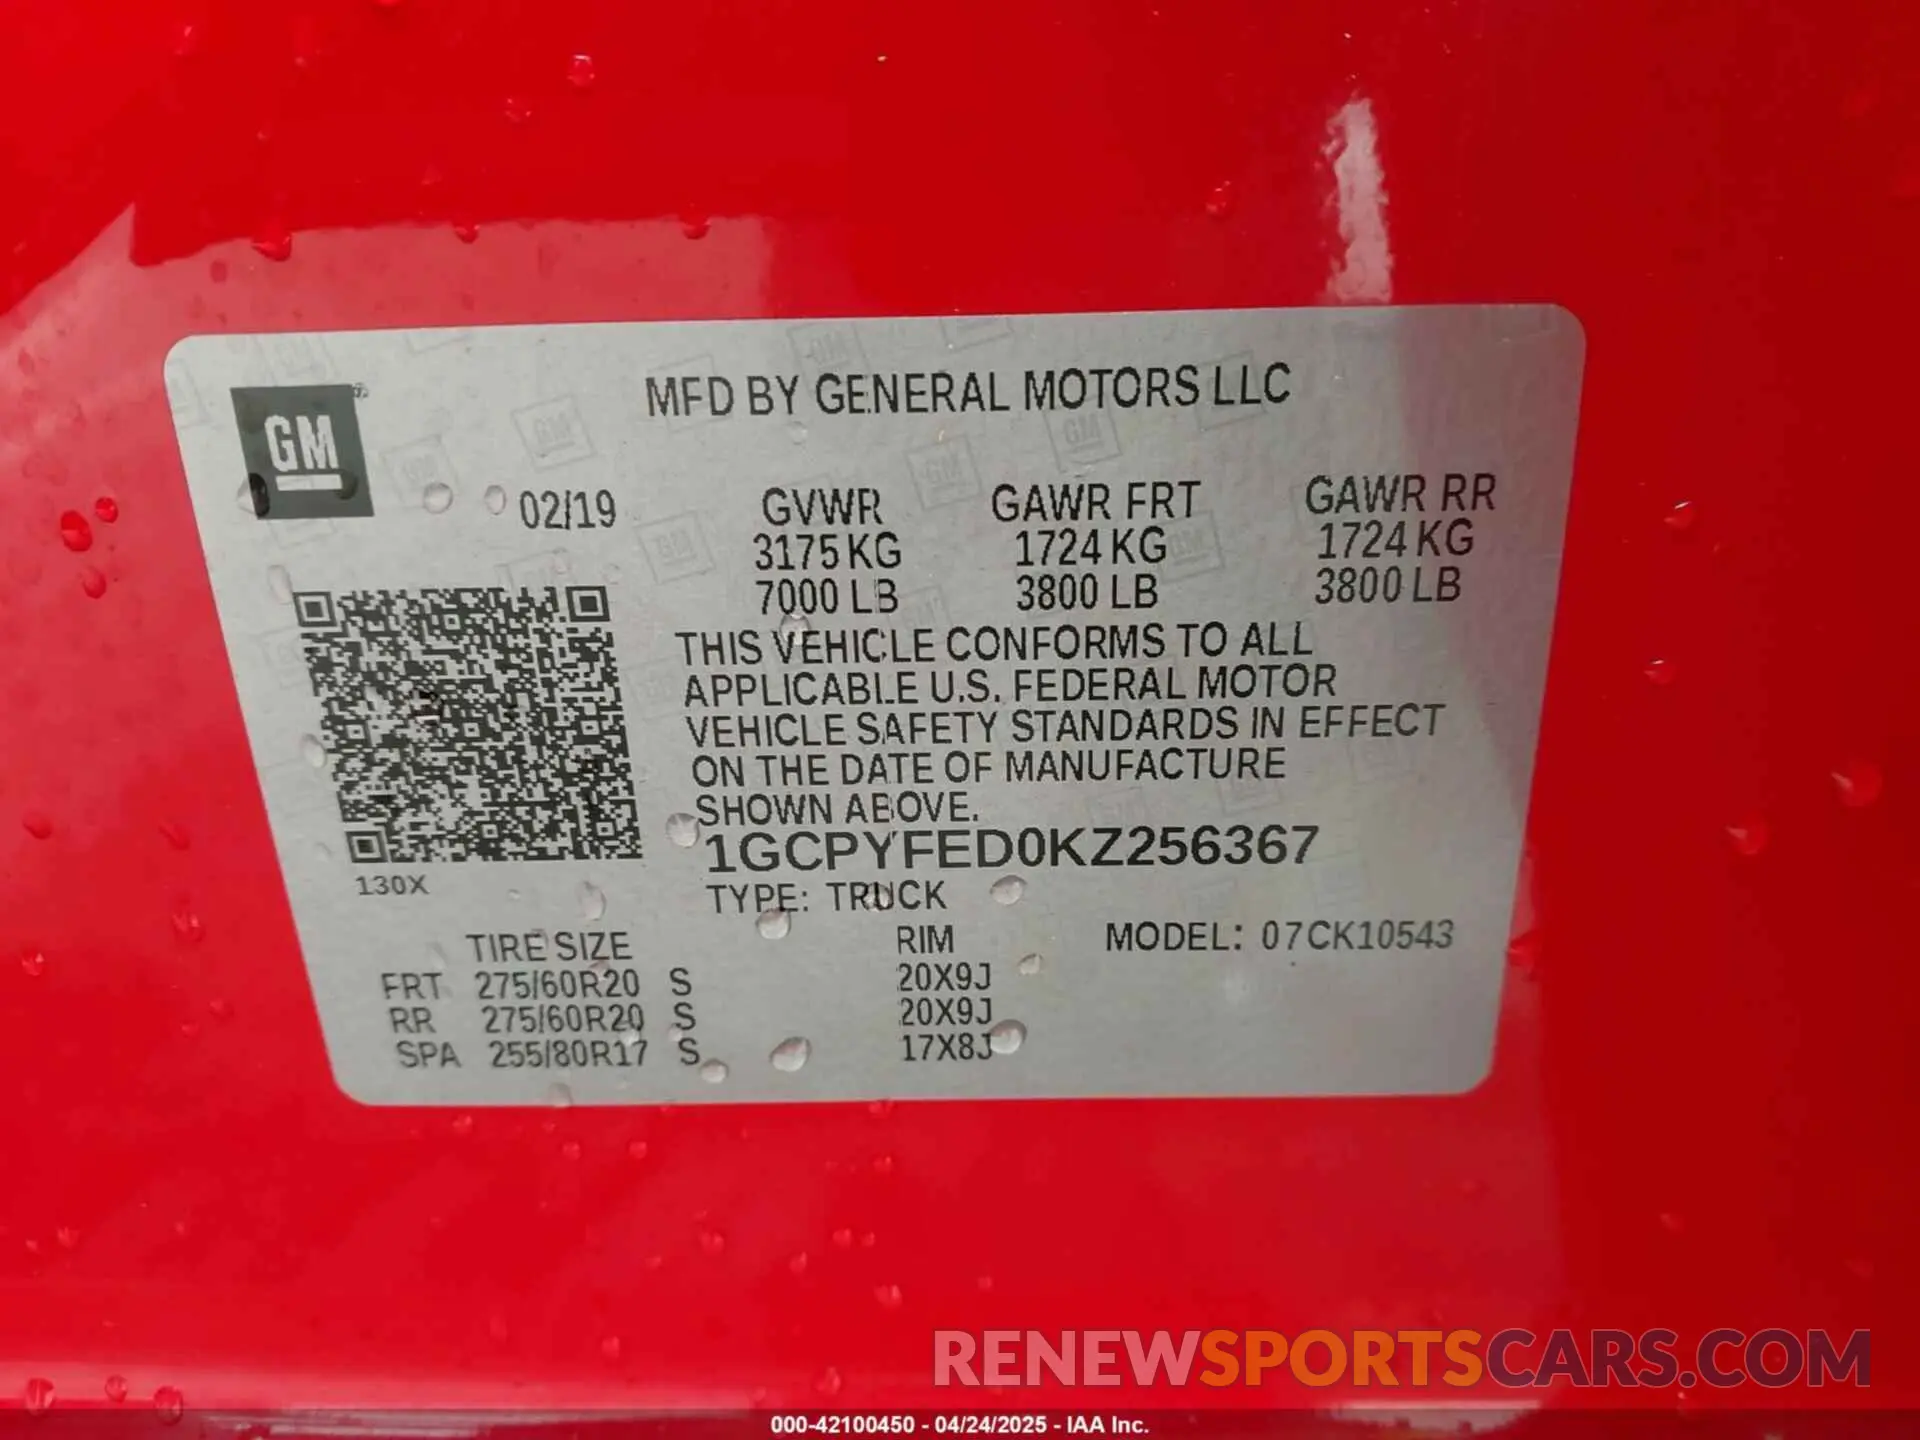 MFD BY GENERAL MOTORS LLC
GM
02/19 GVWR GAWR FRT GAWR RR
3175 KG 1724 KG 1724 KG
7000 LB 3800 LB 3800 LB
THIS VEHICLE CONFORMS TO ALL
APPLICABLE U.S. FEDERAL MOTOR
VEHICLE SAFETY STANDARDS IN EFFECT
ON THE DATE OF MANUFACTURE
SHOWN ABOVE.
1GCPYFED0KZ256367
130X
TYPE: TRUCK
TIRE SIZE RIM MODEL: 07CK10543
FRT 275/60R20 S 20X9J
RR 275/60R20 S 20X9J
SPA 255/80R17 S 17X8J
RENEWSPORTSCARS.COM
000-42100450 - 04/24/2025 - IAA Inc.